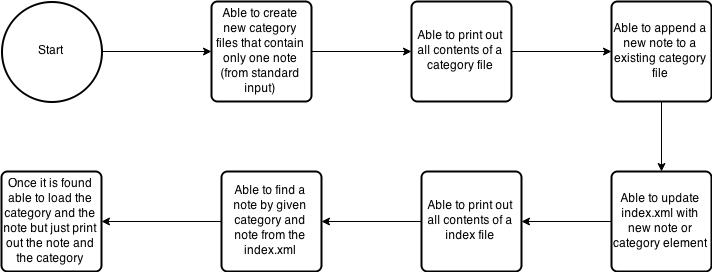 Start
Able to create
new category
files that contain
only one note
(from standard
input)
Able to print out
all contents of a
category file
Able to append a
new note to a
existing category
file
Able to update
index.xml with
new note or
category element
Able to print out
all contents of a
index file
Able to find a
note by given
category and
note from the
index.xml
Once it is found
able to load the
category and the
note but just print
out the note and
the category